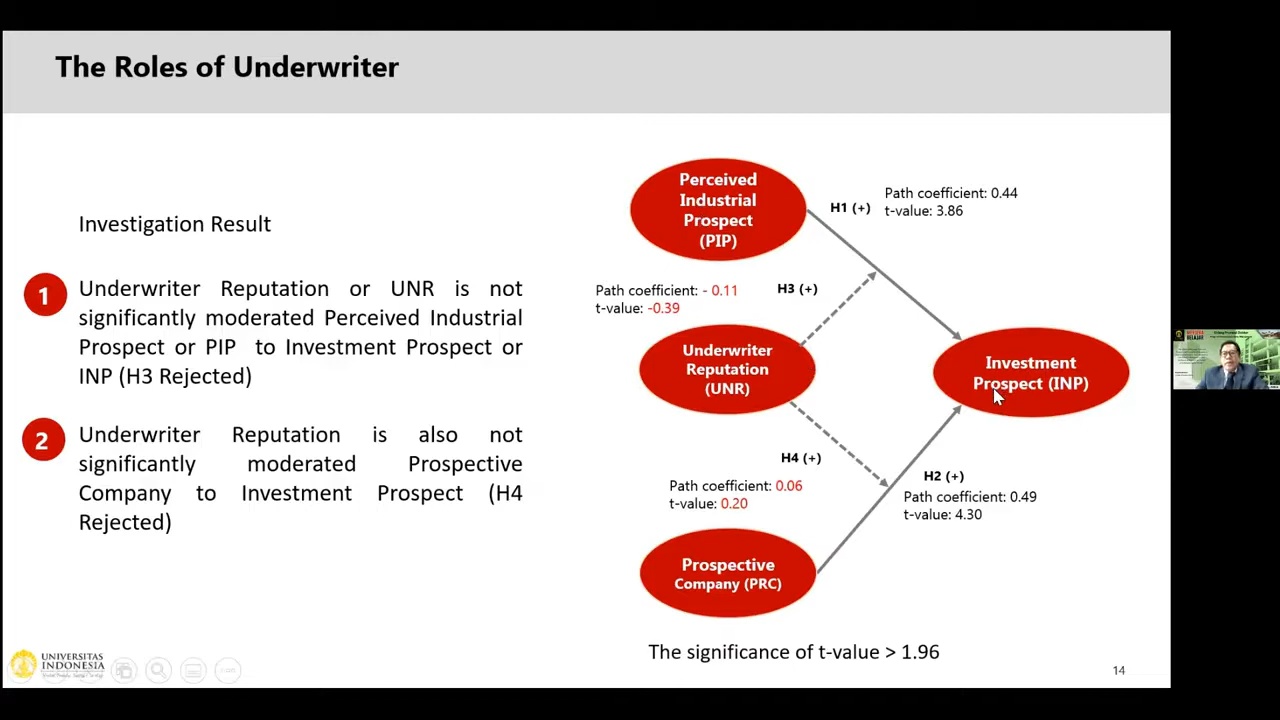 The Roles of Underwriter
Investigation Result
1
Underwriter Reputation or UNR is not
significantly moderated Perceived Industrial
Prospect or PIP to Investment Prospect or
INP (H3 Rejected)
2
Underwriter Reputation is also not
significantly moderated Prospective
Company to Investment Prospect (H4
Rejected)
Perceived
Industrial
Prospect
(PIP)
H1 (+)
Path coefficient: 0.44
t-value: 3.86
Path coefficient: - 0.11
t-value: -0.39
H3 (+)
Underwriter
Reputation
(UNR)
Investment
Prospect (INP)
H4 (+)
Path coefficient: 0.06
t-value: 0.20
H2 (+)
Path coefficient: 0.49
t-value: 4.30
Prospective
Company (PRC)
The significance of t-value > 1.96
UNIVERSITAS
INDONESIA
14